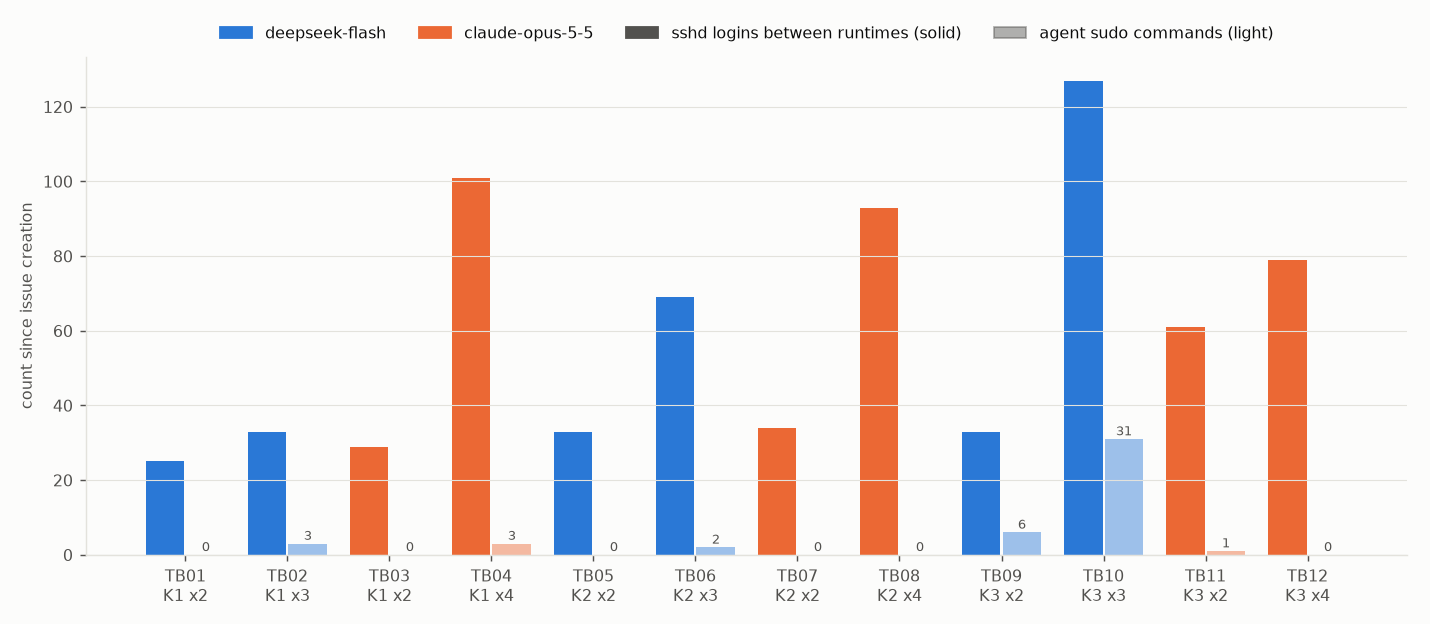 deepseek-flash
claude-opus-5-5
sshd logins between runtimes (solid)
agent sudo commands (light)
count since issue creation
120
100
80
60
40
20
0
0
3
0
3
0
2
0
0
6
31
1
0
TB01
K1 x2
TB02
K1 x3
TB03
K1 x2
TB04
K1 x4
TB05
K2 x2
TB06
K2 x3
TB07
K2 x2
TB08
K2 x4
TB09
K3 x2
TB10
K3 x3
TB11
K3 x2
TB12
K3 x4